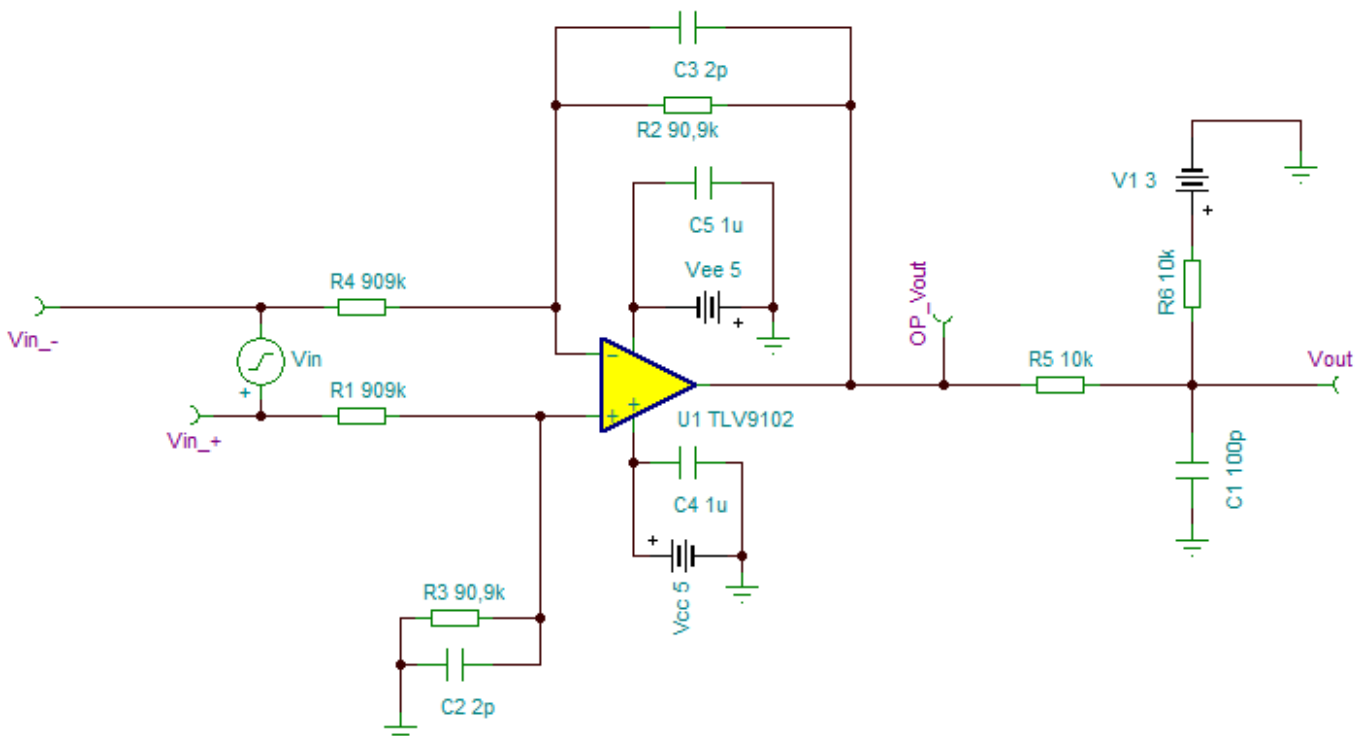 C3 2p
R2 90,9k
V1 3
+
C5 1u
R4 909k
Vee 5
+
OP_Vout
R6 10k
Vin_-
Vin
+
R1 909k
R5 10k
Vout
Vin_+
−
+
+
U1 TLV9102
C4 1u
C1 100p
+
Vcc 5
R3 90,9k
C2 2p